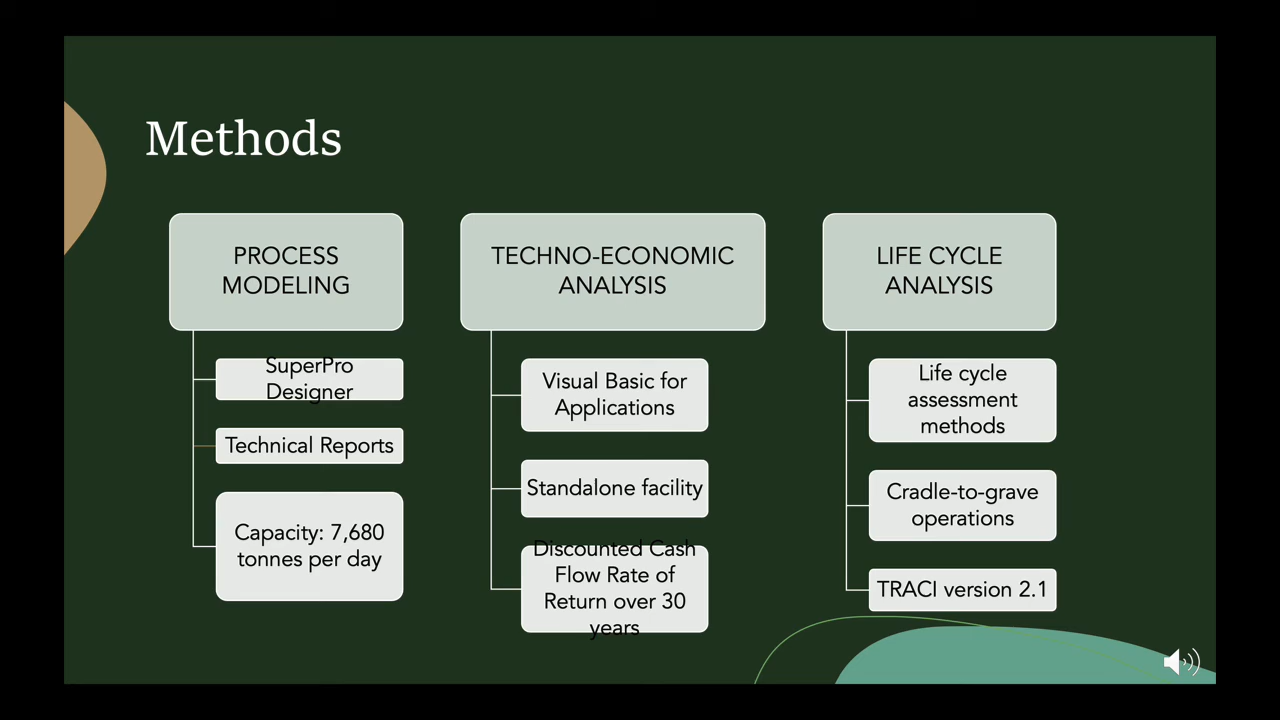 Methods
PROCESS
MODELING
SuperPro
Designer
Technical Reports
Capacity: 7,680
tonnes per day
TECHNO-ECONOMIC
ANALYSIS
Visual Basic for
Applications
Standalone facility
Discounted Cash
Flow Rate of
Return over 30
years
LIFE CYCLE
ANALYSIS
Life cycle
assessment
methods
Cradle-to-grave
operations
TRACI version 2.1